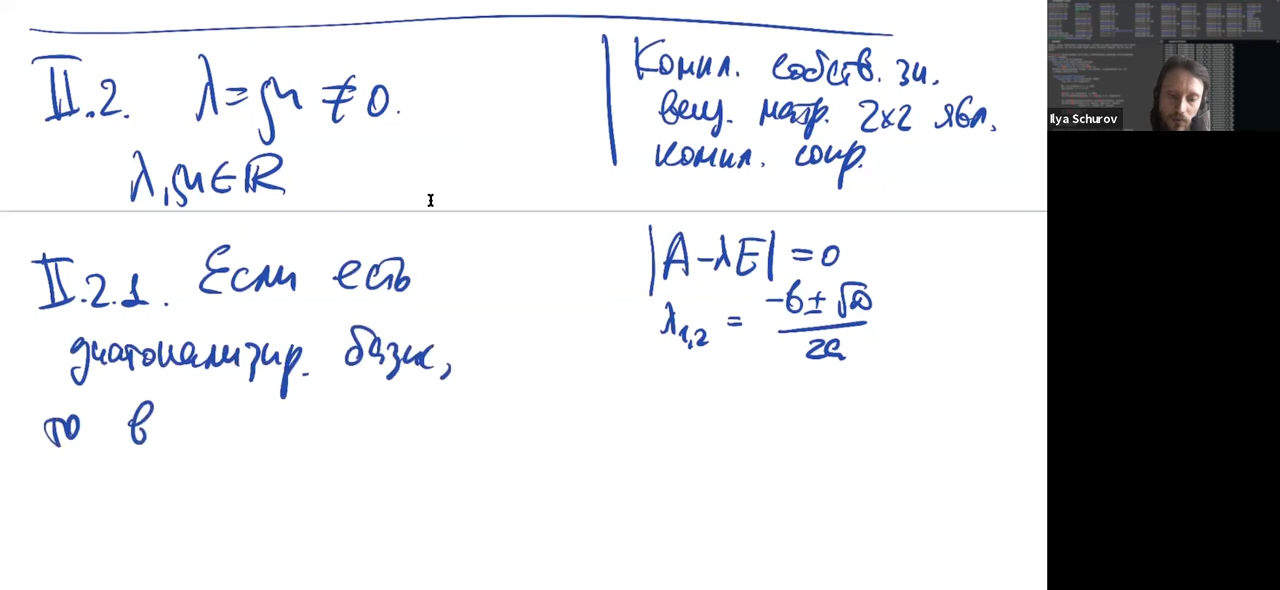 II.2. λ = μ ≠ 0.
λ, μ ∈ ℝ
Компл. собств. зн.
вещ. матр. 2×2 явл.
компл. сопр.
II.2.1. Если есть
диагонализир. базис,
то в
|A - λE| = 0
λ1,2 = (-b ± √D) / 2a
Ilya Schurov